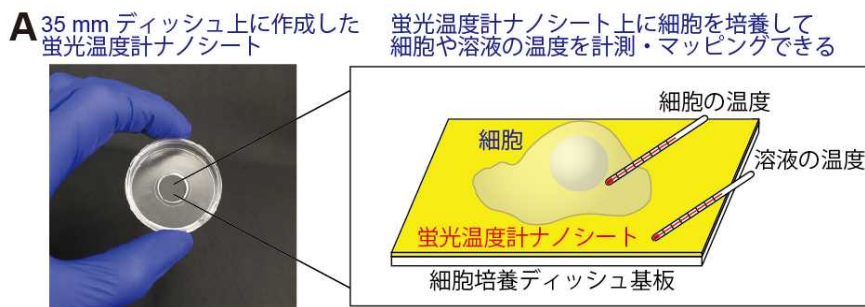 A
35 mm ディッシュ上に作成した
蛍光温度計ナノシート
蛍光温度計ナノシート上に細胞を培養して
細胞や溶液の温度を計測・マッピングできる
細胞の温度
細胞
溶液の温度
蛍光温度計ナノシート
細胞培養ディッシュ基板